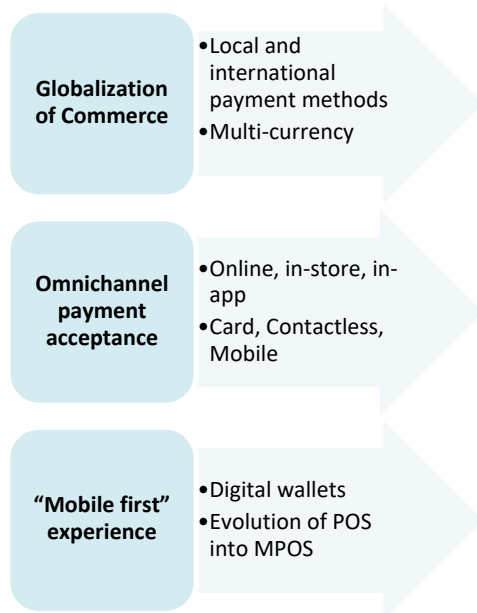 Globalization
of Commerce
•Local and
international
payment methods
•Multi-currency
Omnichannel
payment
acceptance
•Online, in-store, in-
app
•Card, Contactless,
Mobile
“Mobile first”
experience
•Digital wallets
•Evolution of POS
into MPOS